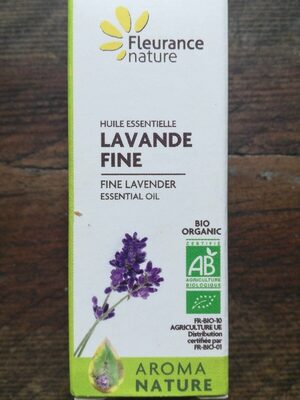 Fleurance
nature
HUILE ESSENTIELLE
LAVANDE
FINE
FINE LAVENDER
ESSENTIAL OIL
BIO
ORGANIC
CERTIFIÉ
AB
AGRICULTURE
BIOLOGIQUE
FR-BIO-10
AGRICULTURE UE
Distribution
certifiée par
FR-BIO-01
AROMA
NATURE